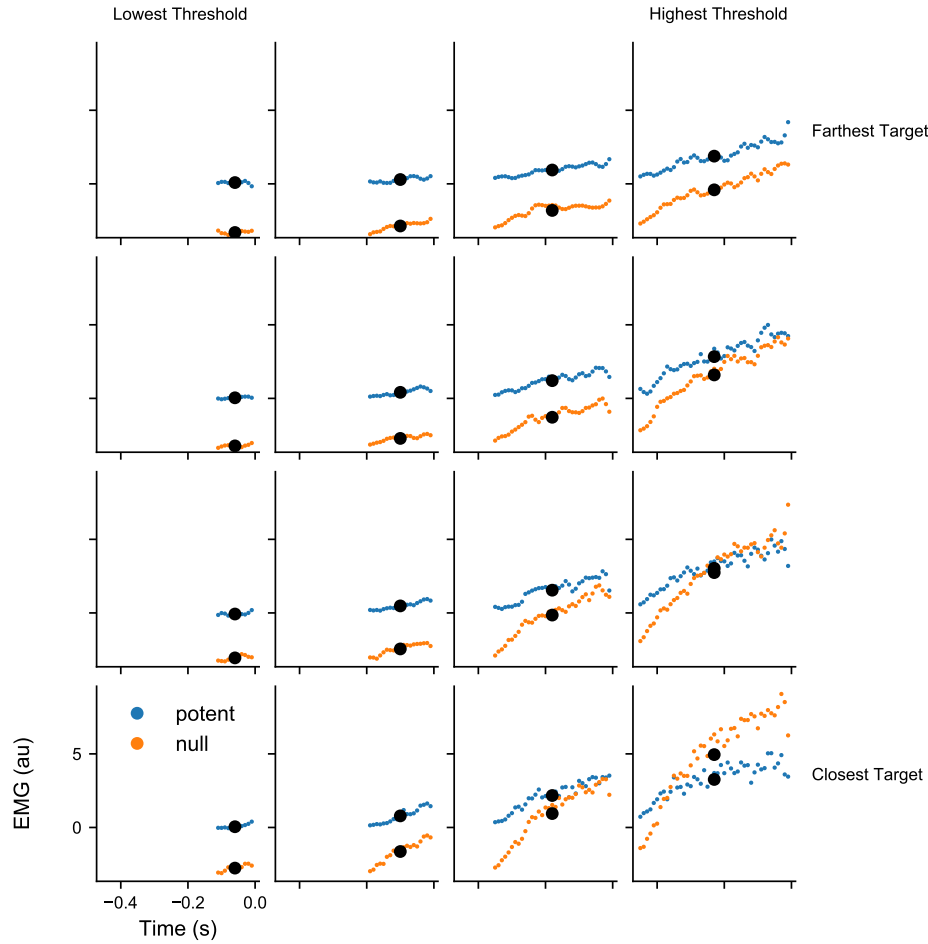 Lowest Threshold
Highest Threshold
Farthest Target
potent
null
EMG (au)
5
0
Closest Target
−0.4
−0.2
0.0
Time (s)